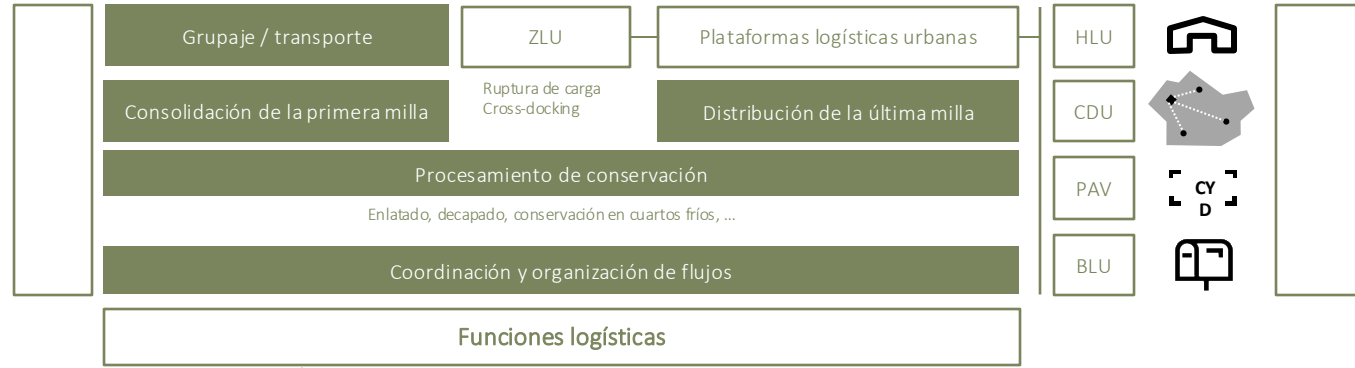 Grupaje / transporte
ZLU
Plataformas logísticas urbanas
HLU
Ruptura de carga
Cross-docking
Consolidación de la primera milla
Distribución de la última milla
CDU
Procesamiento de conservación
PAV
CY
D
Enlatado, decapado, conservación en cuartos fríos, ...
Coordinación y organización de flujos
BLU
Funciones logísticas